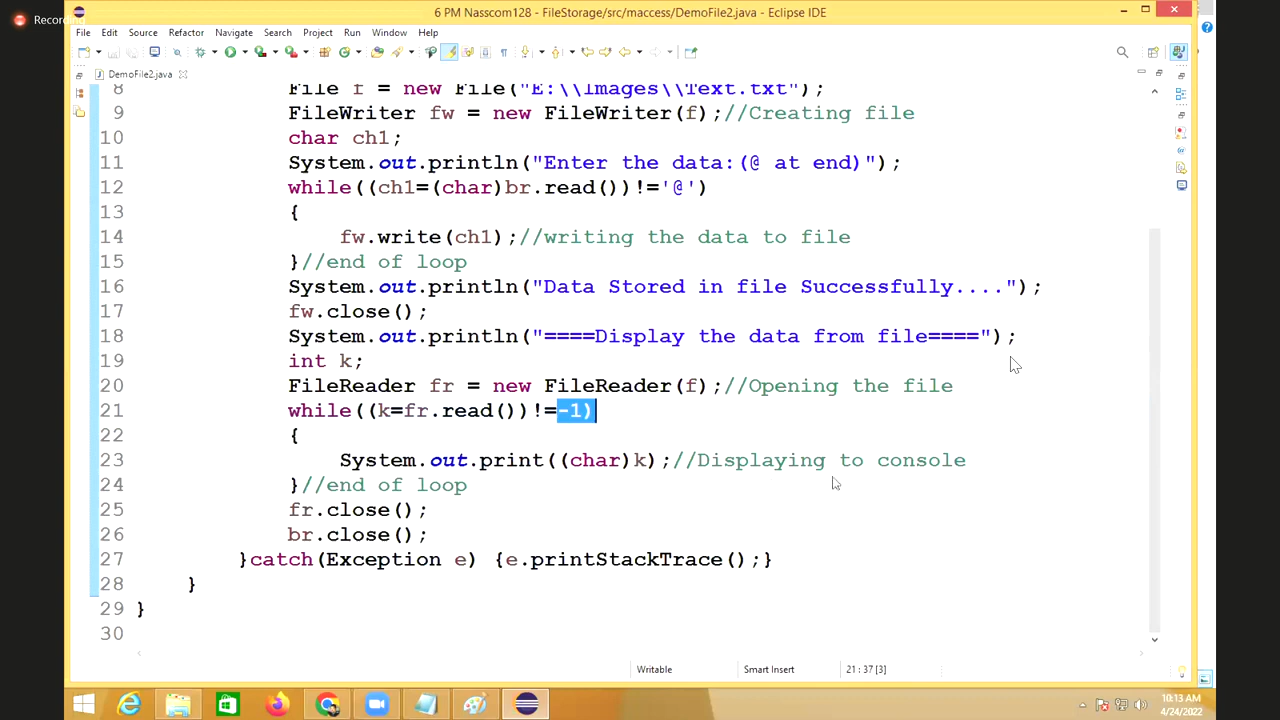 Recording
6 PM Nasscom128 - FileStorage/src/maccess/DemoFile2.java - Eclipse IDE
File Edit Source Refactor Navigate Search Project Run Window Help
DemoFile2.java
8 File f = new File("E:\\Images\\Text.txt");
9 FileWriter fw = new FileWriter(f);//Creating file
10 char ch1;
11 System.out.println("Enter the data:(@ at end)");
12 while((ch1=(char)br.read())!='@')
13 {
14 fw.write(ch1);//writing the data to file
15 }//end of loop
16 System.out.println("Data Stored in file Successfully....");
17 fw.close();
18 System.out.println("====Display the data from file====");
19 int k;
20 FileReader fr = new FileReader(f);//Opening the file
21 while((k=fr.read())!=-1)
22 {
23 System.out.print((char)k);//Displaying to console
24 }//end of loop
25 fr.close();
26 br.close();
27 }catch(Exception e) {e.printStackTrace();}
28 }
29 }
30
Writable Smart Insert 21 : 37 [3]
10:13 AM
4/24/2022